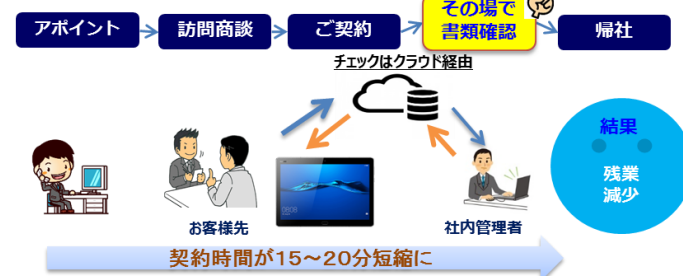 アポイント
訪問商談
ご契約
その場で
書類確認
帰社
チェックはクラウド経由
結果
残業
減少
お客様先
社内管理者
契約時間が15～20分短縮に